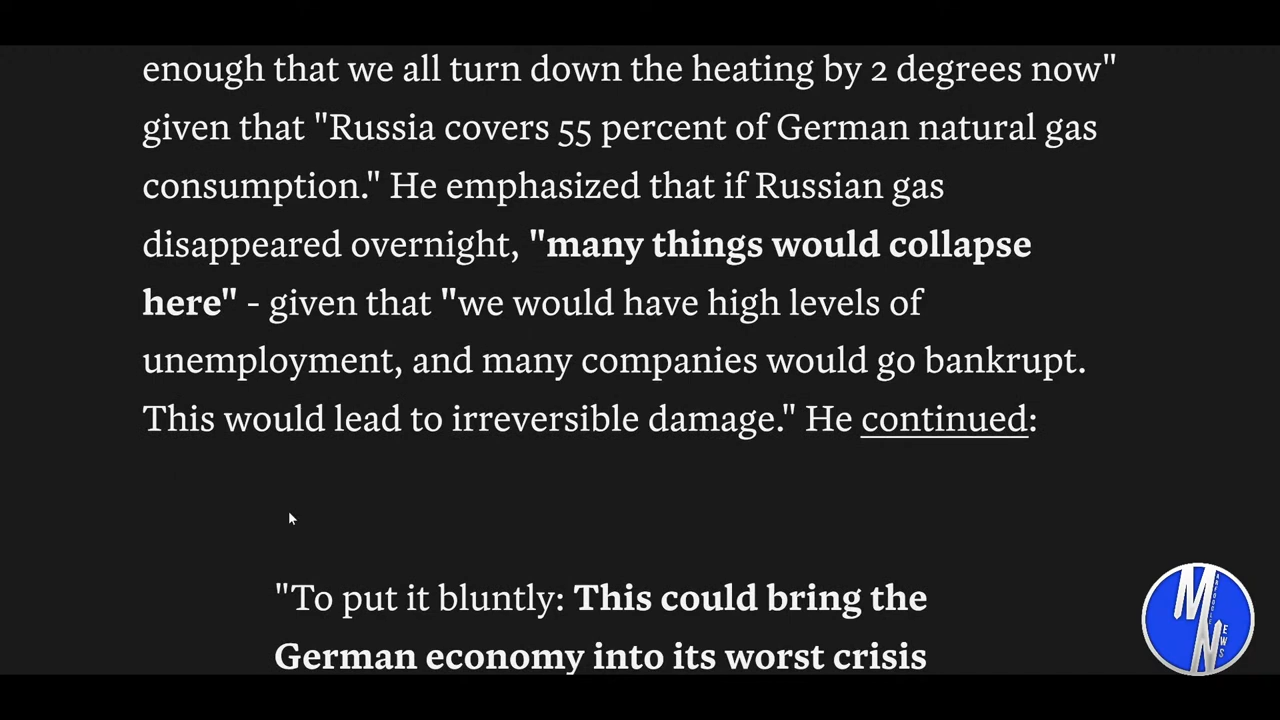 enough that we all turn down the heating by 2 degrees now"
given that "Russia covers 55 percent of German natural gas
consumption." He emphasized that if Russian gas
disappeared overnight, "many things would collapse
here" - given that "we would have high levels of
unemployment, and many companies would go bankrupt.
This would lead to irreversible damage." He continued:
"To put it bluntly: This could bring the
German economy into its worst crisis